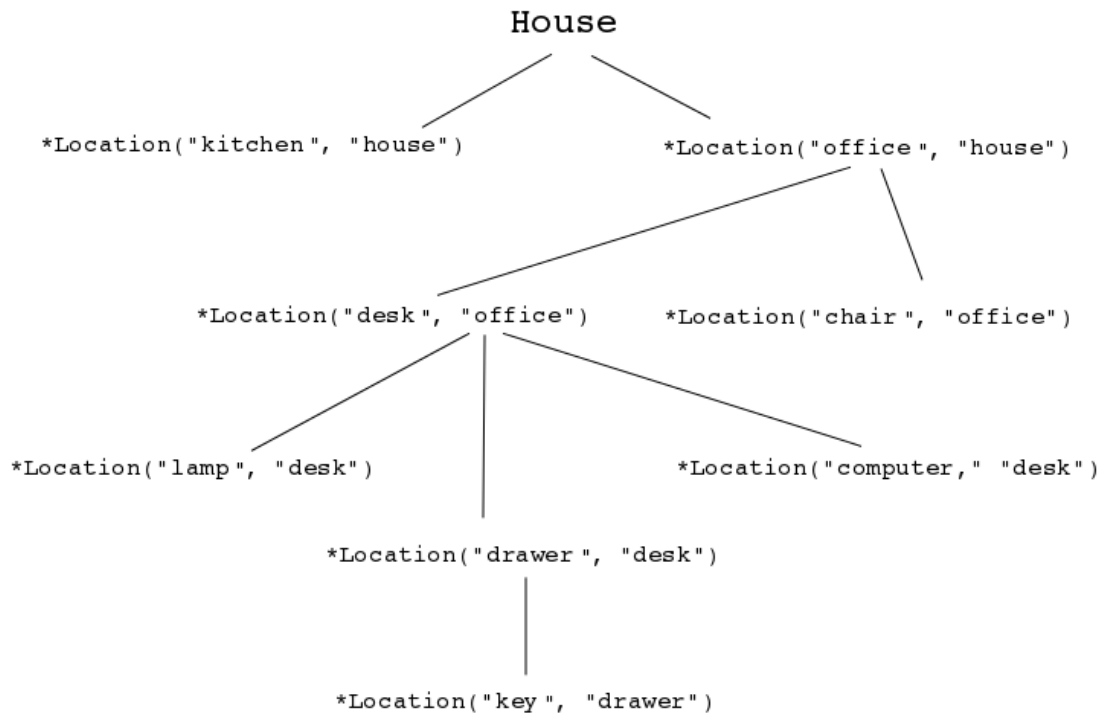 House
*Location("kitchen", "house")
*Location("office", "house")
*Location("desk", "office")
*Location("chair", "office")
*Location("lamp", "desk")
*Location("computer," "desk")
*Location("drawer", "desk")
*Location("key", "drawer")